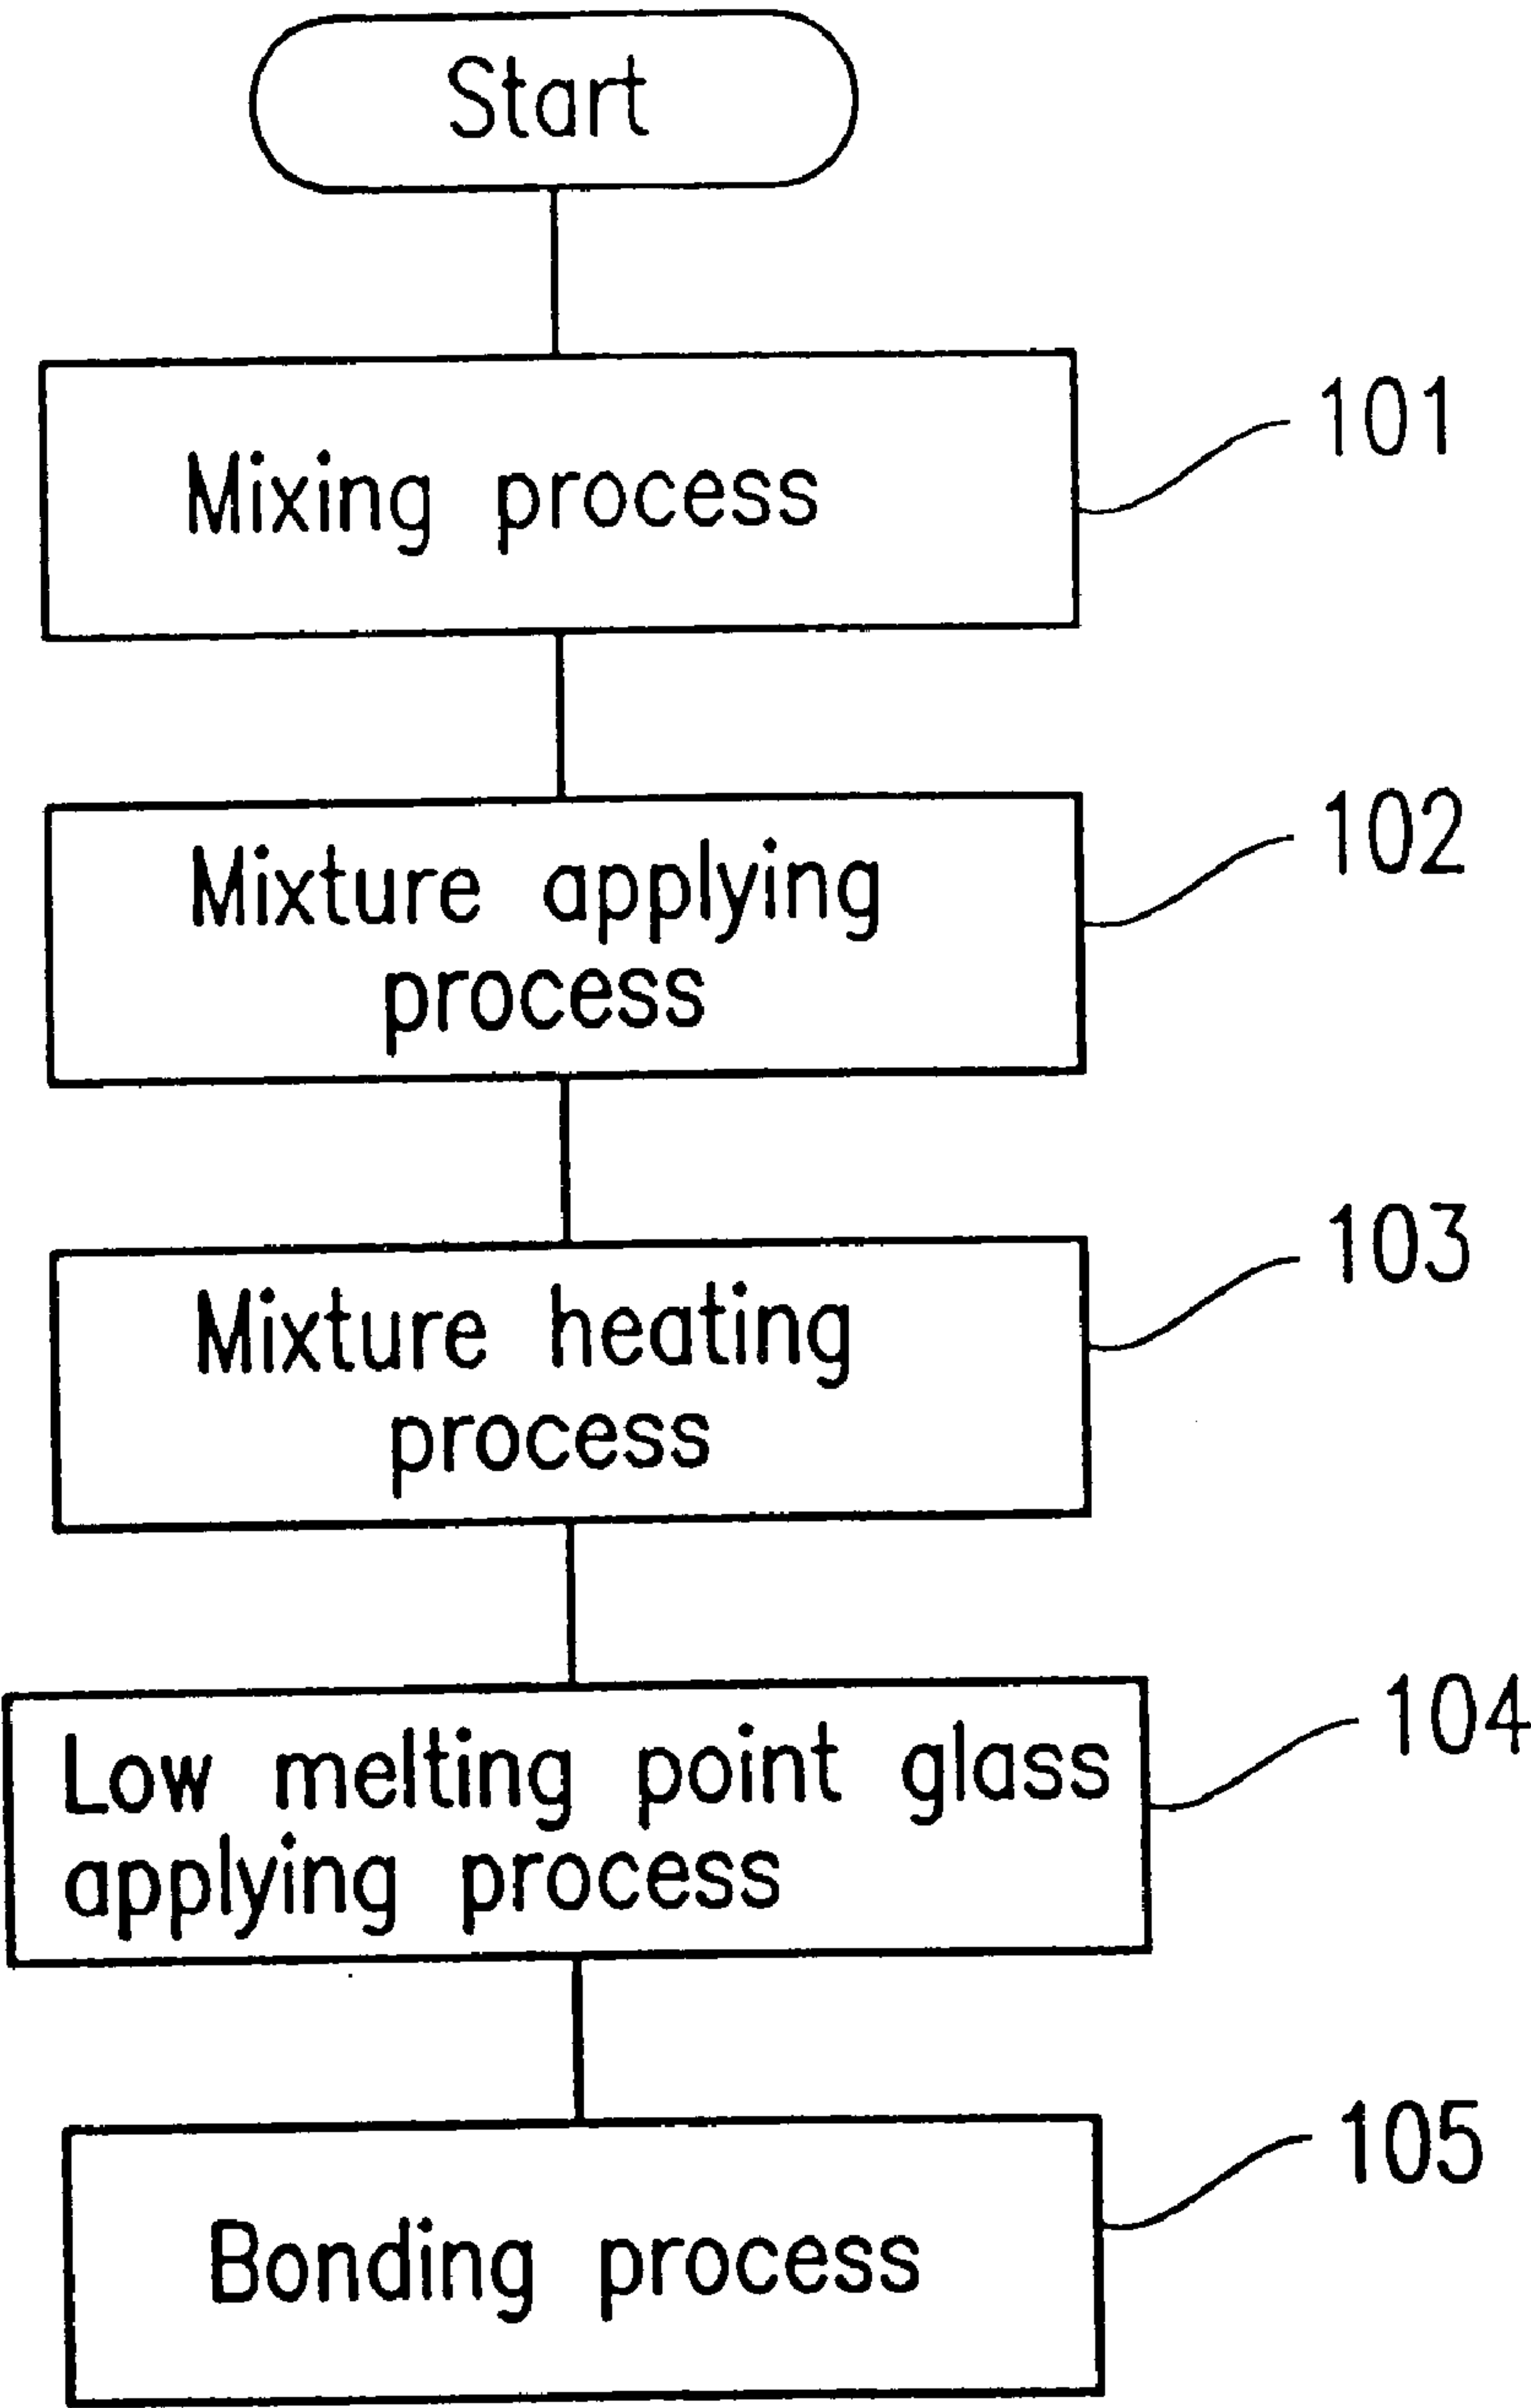 Start
Mixing process
101
Mixture applying
process
102
Mixture heating
process
103
Low melting point glass
applying process
104
Bonding process
105